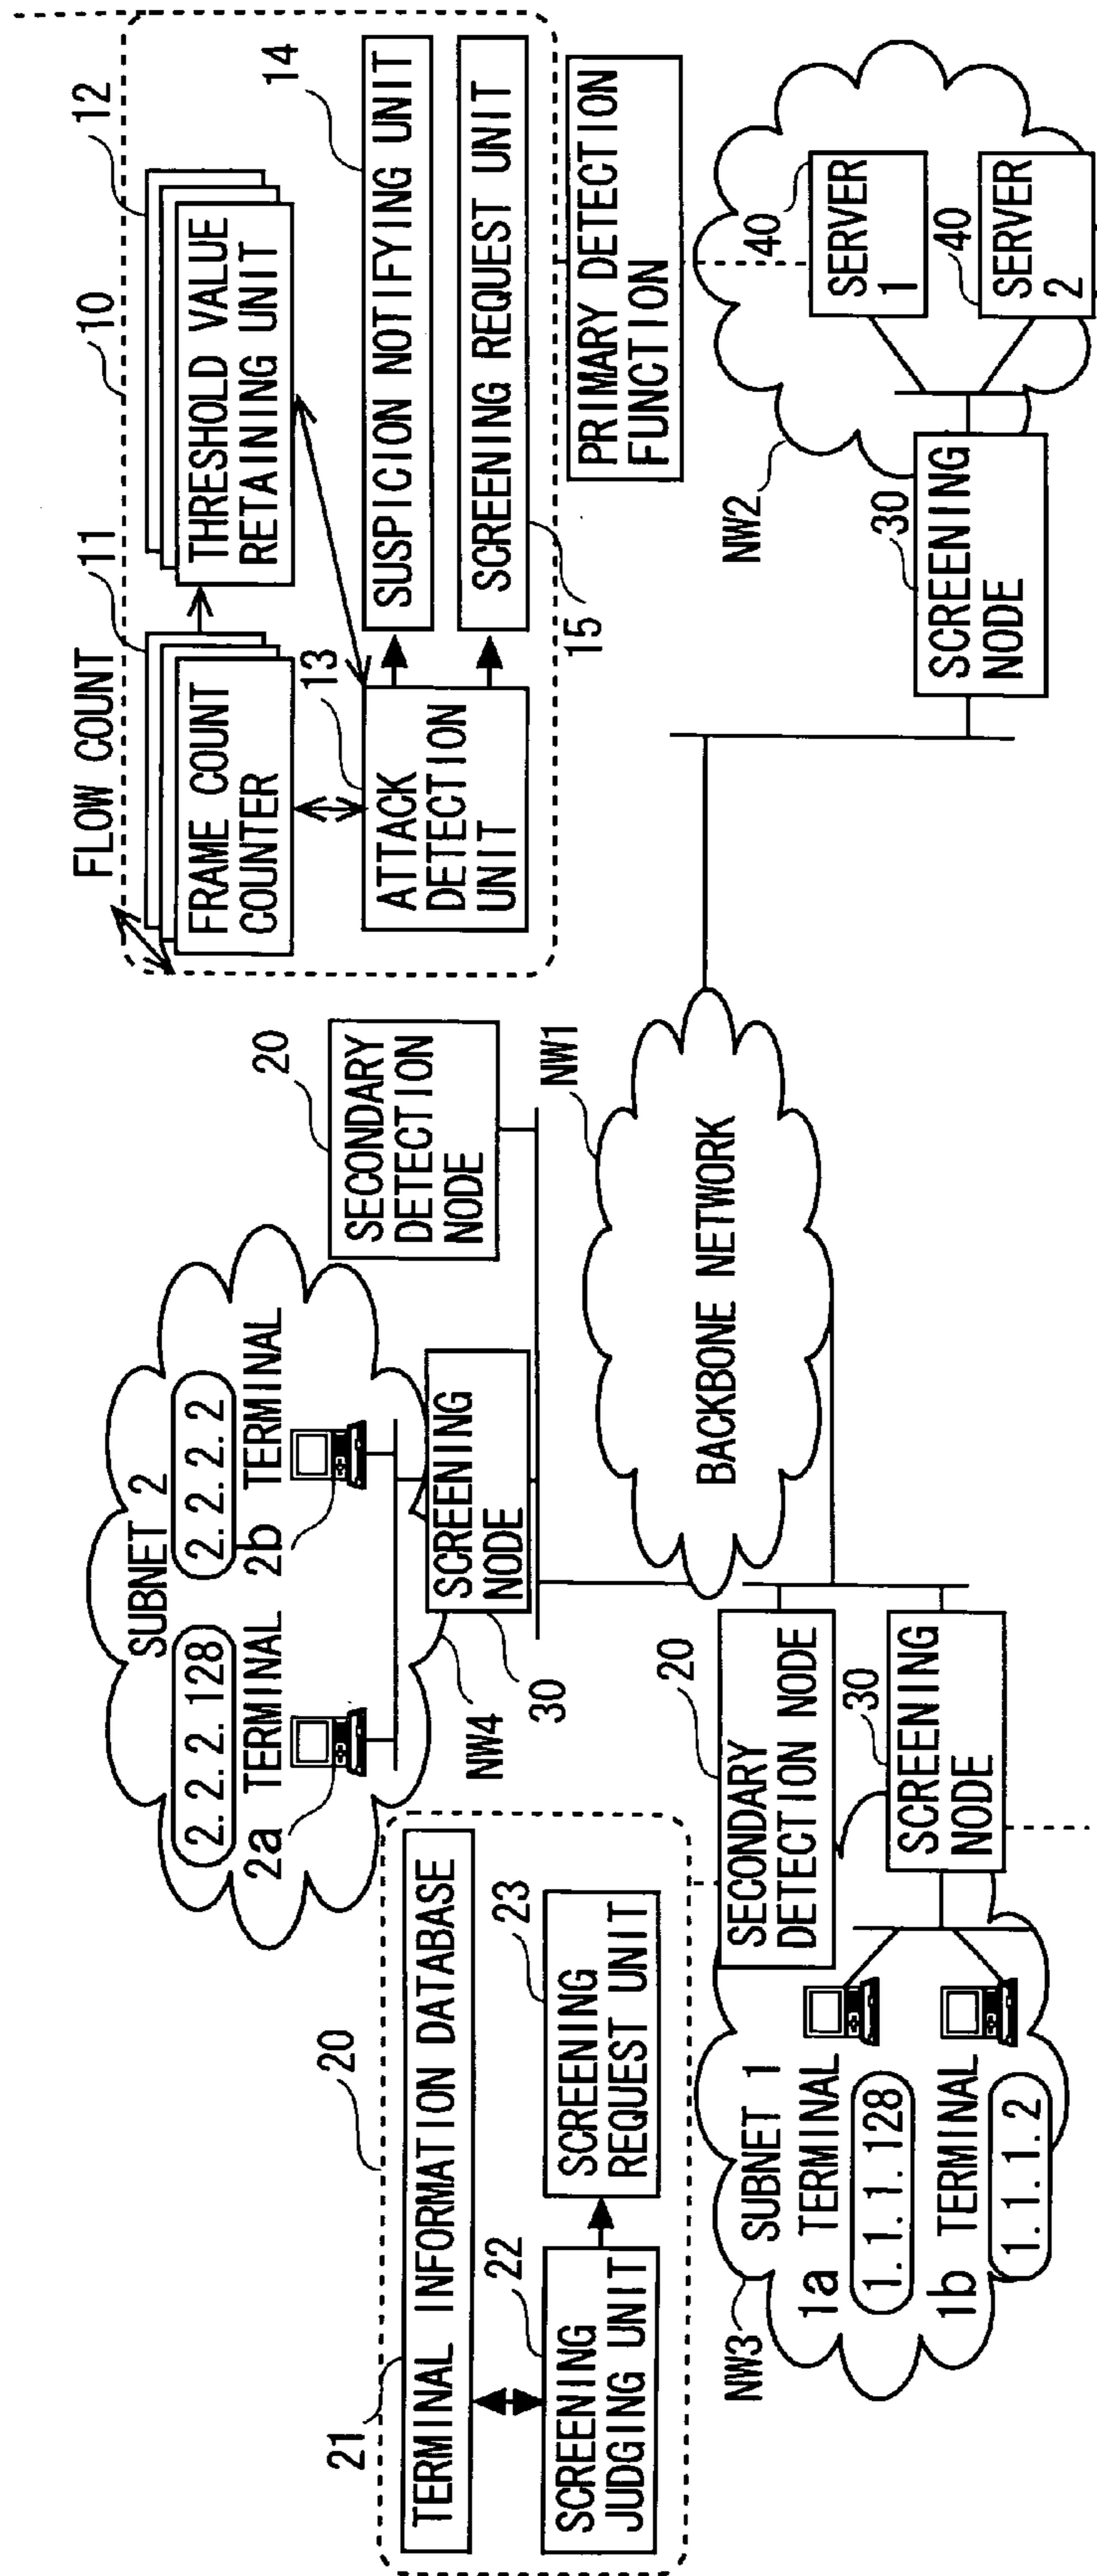 FLOW COUNT
10
11
12
FRAME COUNT
COUNTER
THRESHOLD VALUE
RETAINING UNIT
13
14
ATTACK
DETECTION
UNIT
SUSPICION NOTIFYING UNIT
SCREENING REQUEST UNIT
15
PRIMARY DETECTION
FUNCTION
SUBNET 2
2. 2. 2. 128
2. 2. 2. 2
2a TERMINAL
2b TERMINAL
20
SECONDARY
DETECTION
NODE
NW4
30
SCREENING
NODE
20
21
TERMINAL INFORMATION DATABASE
22
23
SCREENING
JUDGING UNIT
SCREENING
REQUEST UNIT
NW1
BACKBONE NETWORK
NW2
30
SCREENING
NODE
40
SERVER
1
40
SERVER
2
20
SECONDARY
DETECTION NODE
30
SCREENING
NODE
NW3
SUBNET 1
1a TERMINAL
1. 1. 1. 128
1b TERMINAL
1. 1. 1. 2